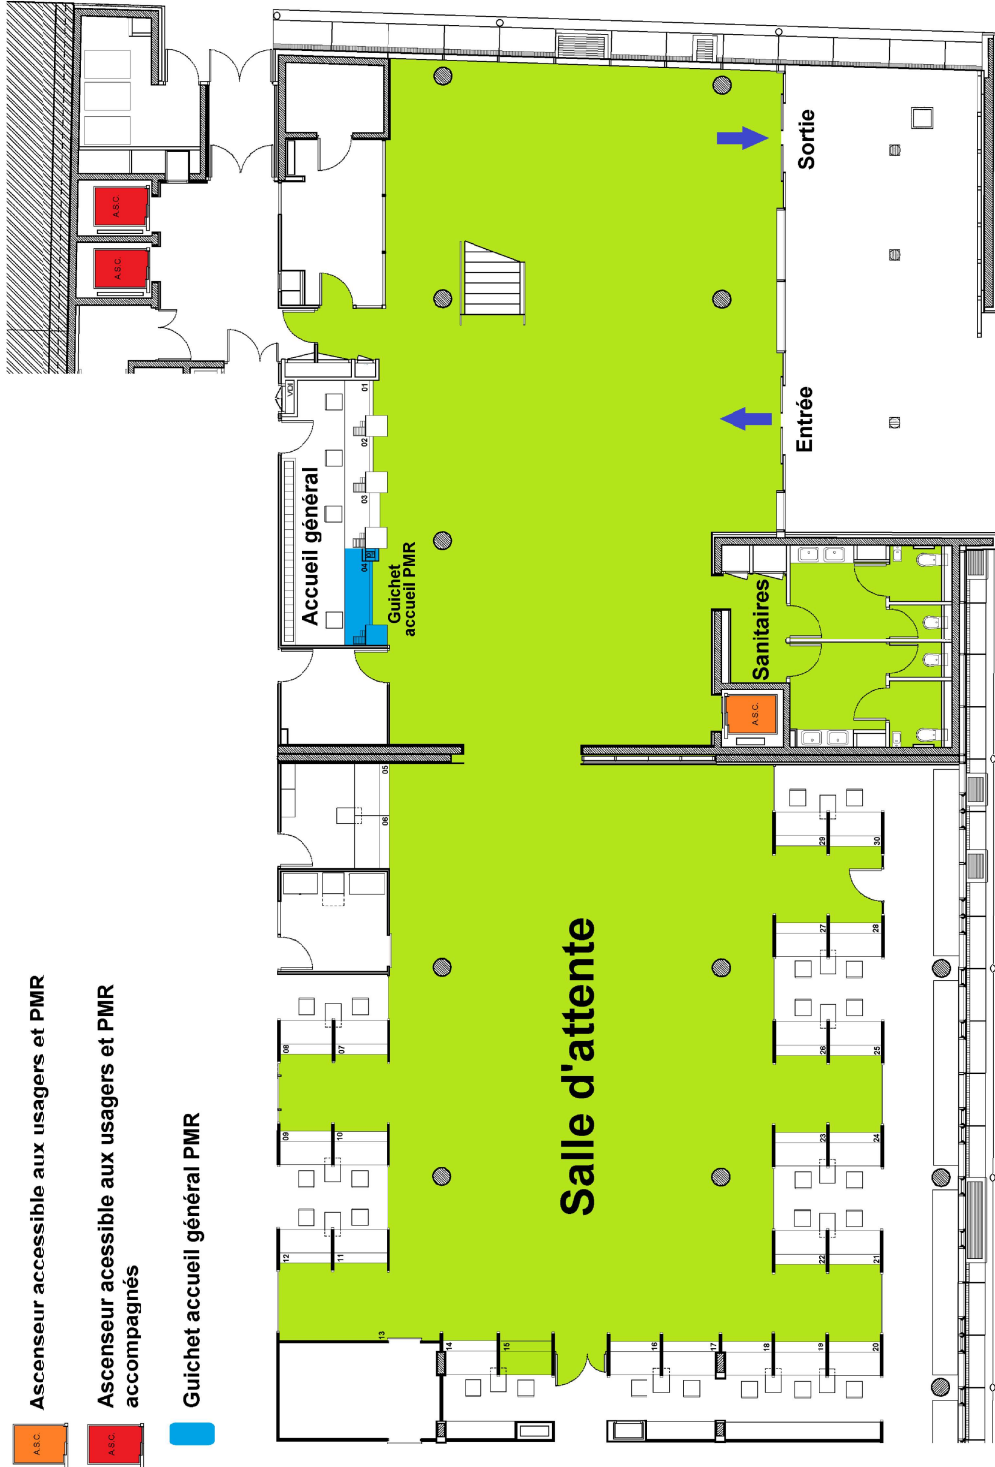 Ascenseur accessible aux usagers et PMR
A.S.C.
Ascenseur acessible aux usagers et PMR
accompagnés
A.S.C.
Guichet accueil général PMR
A.S.C.
A.S.C.
VDI
Accueil général
01
02
03
04
Guichet
accueil PMR
Sortie
Entrée
Sanitaires
A.S.C.
Salle d'attente
05
06
07
08
09
10
11
12
13
14
15
16
17
18
19
20
21
22
23
24
25
26
27
28
29
30